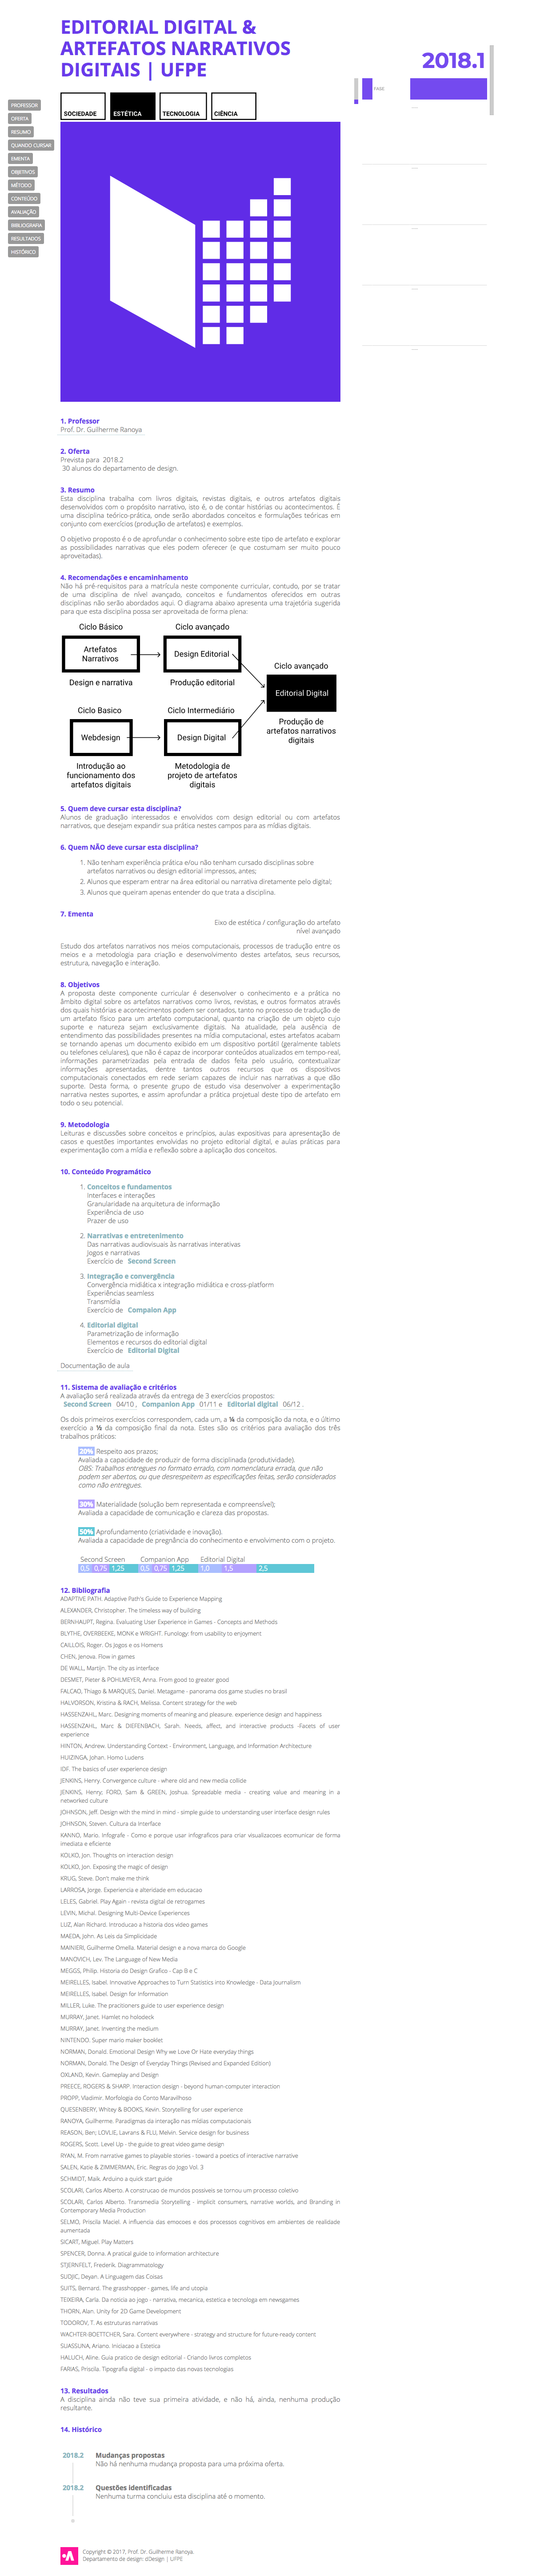 EDITORIAL DIGITAL &
ARTEFATOS NARRATIVOS
DIGITAIS | UFPE
2018.1
FASE
SOCIEDADE
ESTÉTICA
TECNOLOGIA
CIÊNCIA
PROFESSOR
OFERTA
RESUMO
QUANDO CURSAR
EMENTA
OBJETIVOS
MÉTODO
CONTEÚDO
AVALIAÇÃO
BIBLIOGRAFIA
RESULTADOS
HISTÓRICO
1. Professor
Prof. Dr. Guilherme Ranoya
2. Oferta
Prevista para 2018.2
30 alunos do departamento de design.
3. Resumo
Esta disciplina trabalha com livros digitais, revistas digitais, e outros artefatos digitais
desenvolvidos com o propósito narrativo, isto é, o de contar histórias ou acontecimentos. É
uma disciplina teórico-prática, onde serão abordados conceitos e formulações teóricas em
conjunto com exercícios (produção de artefatos) e exemplos.
O objetivo proposto é o de aprofundar o conhecimento sobre este tipo de artefato e explorar
as possibilidades narrativas que eles podem oferecer (e que costumam ser muito pouco
aproveitadas).
4. Recomendações e encaminhamento
Não há pré-requisitos para a matrícula neste componente curricular, contudo, por se tratar
de uma disciplina de nível avançado, conceitos e fundamentos oferecidos em outras
disciplinas não serão abordados aqui. O diagrama abaixo apresenta uma trajetória sugerida
para que esta disciplina possa ser aproveitada de forma plena:
Ciclo Básico
Ciclo avançado
Artefatos
Narrativos
Design Editorial
Ciclo avançado
Design e narrativa
Produção editorial
Editorial Digital
Ciclo Basico
Ciclo Intermediário
Produção de
artefatos narrativos
digitais
Webdesign
Design Digital
Introdução ao
funcionamento dos
artefatos digitais
Metodologia de
projeto de artefatos
digitais
5. Quem deve cursar esta disciplina?
Alunos de graduação interessados e envolvidos com design editorial ou com artefatos
narrativos, que desejam expandir sua prática nestes campos para as mídias digitais.
6. Quem NÃO deve cursar esta disciplina?
1. Não tenham experiência prática e/ou não tenham cursado disciplinas sobre
artefatos narrativos ou design editorial impressos, antes;
2. Alunos que esperam entrar na área editorial ou narrativa diretamente pelo digital;
3. Alunos que queiram apenas entender do que trata a disciplina.
7. Ementa
Eixo de estética / configuração do artefato
nível avançado
Estudo dos artefatos narrativos nos meios computacionais, processos de tradução entre os
meios e a metodologia para criação e desenvolvimento destes artefatos, seus recursos,
estrutura, navegação e interação.
8. Objetivos
A proposta deste componente curricular é desenvolver o conhecimento e a prática no
âmbito digital sobre os artefatos narrativos como livros, revistas, e outros formatos através
dos quais histórias e acontecimentos podem ser contados, tanto no processo de tradução de
um artefato físico para um artefato computacional, quanto na criação de um objeto cujo
suporte e natureza sejam exclusivamente digitais. Na atualidade, pela ausência de
entendimento das possibilidades presentes na mídia computacional, estes artefatos acabam
se tornando apenas um documento exibido em um dispositivo portátil (geralmente tablets
ou telefones celulares), que não é capaz de incorporar conteúdos atualizados em tempo-real,
informações parametrizadas pela entrada de dados feita pelo usuário, contextualizar
informações apresentadas, dentre tantos outros recursos que os dispositivos
computacionais conectados em rede seriam capazes de incluir nas narrativas a que dão
suporte. Desta forma, o presente grupo de estudo visa desenvolver a experimentação
narrativa nestes suportes, e assim aprofundar a prática projetual deste tipo de artefato em
todo o seu potencial.
9. Metodologia
Leituras e discussões sobre conceitos e princípios, aulas expositivas para apresentação de
casos e questões importantes envolvidas no projeto editorial digital, e aulas práticas para
experimentação com a mídia e reflexão sobre a aplicação dos conceitos.
10. Conteúdo Programático
1. Conceitos e fundamentos
Interfaces e interações
Granularidade na arquitetura de informação
Experiência de uso
Prazer de uso
2. Narrativas e entretenimento
Das narrativas audiovisuais às narrativas interativas
Jogos e narrativas
Exercício de Second Screen
3. Integração e convergência
Convergência midiática x integração midiática e cross-platform
Experiências seamless
Transmídia
Exercício de Compaion App
4. Editorial digital
Parametrização de informação
Elementos e recursos do editorial digital
Exercício de Editorial Digital
Documentação de aula
11. Sistema de avaliação e critérios
A avaliação será realizada através da entrega de 3 exercícios propostos:
Second Screen 04/10 , Companion App 01/11 e Editorial digital 06/12 .
Os dois primeiros exercícios correspondem, cada um, a ¼ da composição da nota, e o último
exercício a ½ da composição final da nota. Estes são os critérios para avaliação dos três
trabalhos práticos:
20% Respeito aos prazos;
Avaliada a capacidade de produzir de forma disciplinada (produtividade).
OBS: Trabalhos entregues no formato errado, com nomenclatura errada, que não
podem ser abertos, ou que desrespeitem as especificações feitas, serão considerados
como não entregues.
30% Materialidade (solução bem representada e compreensível);
Avaliada a capacidade de comunicação e clareza das propostas.
50% Aprofundamento (criatividade e inovação).
Avaliada a capacidade de pregnância do conhecimento e envolvimento com o projeto.
Second Screen Companion App Editorial Digital
0,5 0,75 1,25 0,5 0,75 1,25 1,0 1,5 2,5
12. Bibliografia
ADAPTIVE PATH. Adaptive Path's Guide to Experience Mapping
ALEXANDER, Christopher. The timeless way of building
BERNHAUPT, Regina. Evaluating User Experience in Games - Concepts and Methods
BLYTHE, OVERBEEKE, MONK e WRIGHT. Funology: from usability to enjoyment
CAILLOIS, Roger. Os Jogos e os Homens
CHEN, Jenova. Flow in games
DE WALL, Martijn. The city as interface
DESMET, Pieter & POHLMEYER, Anna. From good to greater good
FALCAO, Thiago & MARQUES, Daniel. Metagame - panorama dos game studies no brasil
HALVORSON, Kristina & RACH, Melissa. Content strategy for the web
HASSENZAHL, Marc. Designing moments of meaning and pleasure. experience design and happiness
HASSENZAHL, Marc & DIEFENBACH, Sarah. Needs, affect, and interactive products -Facets of user
experience
HINTON, Andrew. Understanding Context - Environment, Language, and Information Architecture
HUIZINGA, Johan. Homo Ludens
IDF. The basics of user experience design
JENKINS, Henry. Convergence culture - where old and new media collide
JENKINS, Henry; FORD, Sam & GREEN, Joshua. Spreadable media - creating value and meaning in a
networked culture
JOHNSON, Jeff. Design with the mind in mind - simple guide to understanding user interface design rules
JOHNSON, Steven. Cultura da Interface
KANNO, Mario. Infografe - Como e porque usar infograficos para criar visualizacoes ecomunicar de forma
imediata e eficiente
KOLKO, Jon. Thoughts on interaction design
KOLKO, Jon. Exposing the magic of design
KRUG, Steve. Don't make me think
LARROSA, Jorge. Experiencia e alteridade em educacao
LELES, Gabriel. Play Again - revista digital de retrogames
LEVIN, Michal. Designing Multi-Device Experiences
LUZ, Alan Richard. Introducao a historia dos video games
MAEDA, John. As Leis da Simplicidade
MAINIERI, Guilherme Omella. Material design e a nova marca do Google
MANOVICH, Lev. The Language of New Media
MEGGS, Philip. Historia do Design Grafico - Cap B e C
MEIRELLES, Isabel. Innovative Approaches to Turn Statistics into Knowledge - Data Journalism
MEIRELLES, Isabel. Design for Information
MILLER, Luke. The practitioners guide to user experience design
MURRAY, Janet. Hamlet no holodeck
MURRAY, Janet. Inventing the medium
NINTENDO. Super mario maker booklet
NORMAN, Donald. Emotional Design Why we Love Or Hate everyday things
NORMAN, Donald. The Design of Everyday Things (Revised and Expanded Edition)
OXLAND, Kevin. Gameplay and Design
PREECE, ROGERS & SHARP. Interaction design - beyond human-computer interaction
PROPP, Vladimir. Morfologia do Conto Maravilhoso
QUESENBERY, Whitey & BOOKS, Kevin. Storytelling for user experience
RANOYA, Guilherme. Paradigmas da interação nas mídias computacionais
REASON, Ben; LOVLIE, Lavrans & FLU, Melvin. Service design for business
ROGERS, Scott. Level Up - the guide to great video game design
RYAN, M. From narrative games to playable stories - toward a poetics of interactive narrative
SALEN, Katie & ZIMMERMAN, Eric. Regras do Jogo Vol. 3
SCHMIDT, Maik. Arduino a quick start guide
SCOLARI, Carlos Alberto. A construcao de mundos possiveis se tornou um processo coletivo
SCOLARI, Carlos Alberto. Transmedia Storytelling - implicit consumers, narrative worlds, and Branding in
Contemporary Media Production
SELMO, Priscila Maciel. A influencia das emocoes e dos processos cognitivos em ambientes de realidade
aumentada
SICART, Miguel. Play Matters
SPENCER, Donna. A pratical guide to information architecture
STJERNFELT, Frederik. Diagrammatology
SUDJIC, Deyan. A Linguagem das Coisas
SUITS, Bernard. The grasshopper - games, life and utopia
TEIXEIRA, Carla. Da noticia ao jogo - narrativa, mecanica, estetica e tecnologia em newsgames
THORN, Alan. Unity for 2D Game Development
TODOROV, T. As estruturas narrativas
WACHTER-BOETTCHER, Sara. Content everywhere - strategy and structure for future-ready content
SUASSUNA, Ariano. Iniciacao a Estetica
HALUCH, Aline. Guia pratico de design editorial - Criando livros completos
FARIAS, Priscila. Tipografia digital - o impacto das novas tecnologias
13. Resultados
A disciplina ainda não teve sua primeira atividade, e não há, ainda, nenhuma produção
resultante.
14. Histórico
2018.2 Mudanças propostas
Não há nenhuma mudança proposta para uma próxima oferta.
2018.2 Questões identificadas
Nenhuma turma concluiu esta disciplina até o momento.
Copyright © 2017, Prof. Dr. Guilherme Ranoya.
Departamento de design: dDesign | UFPE